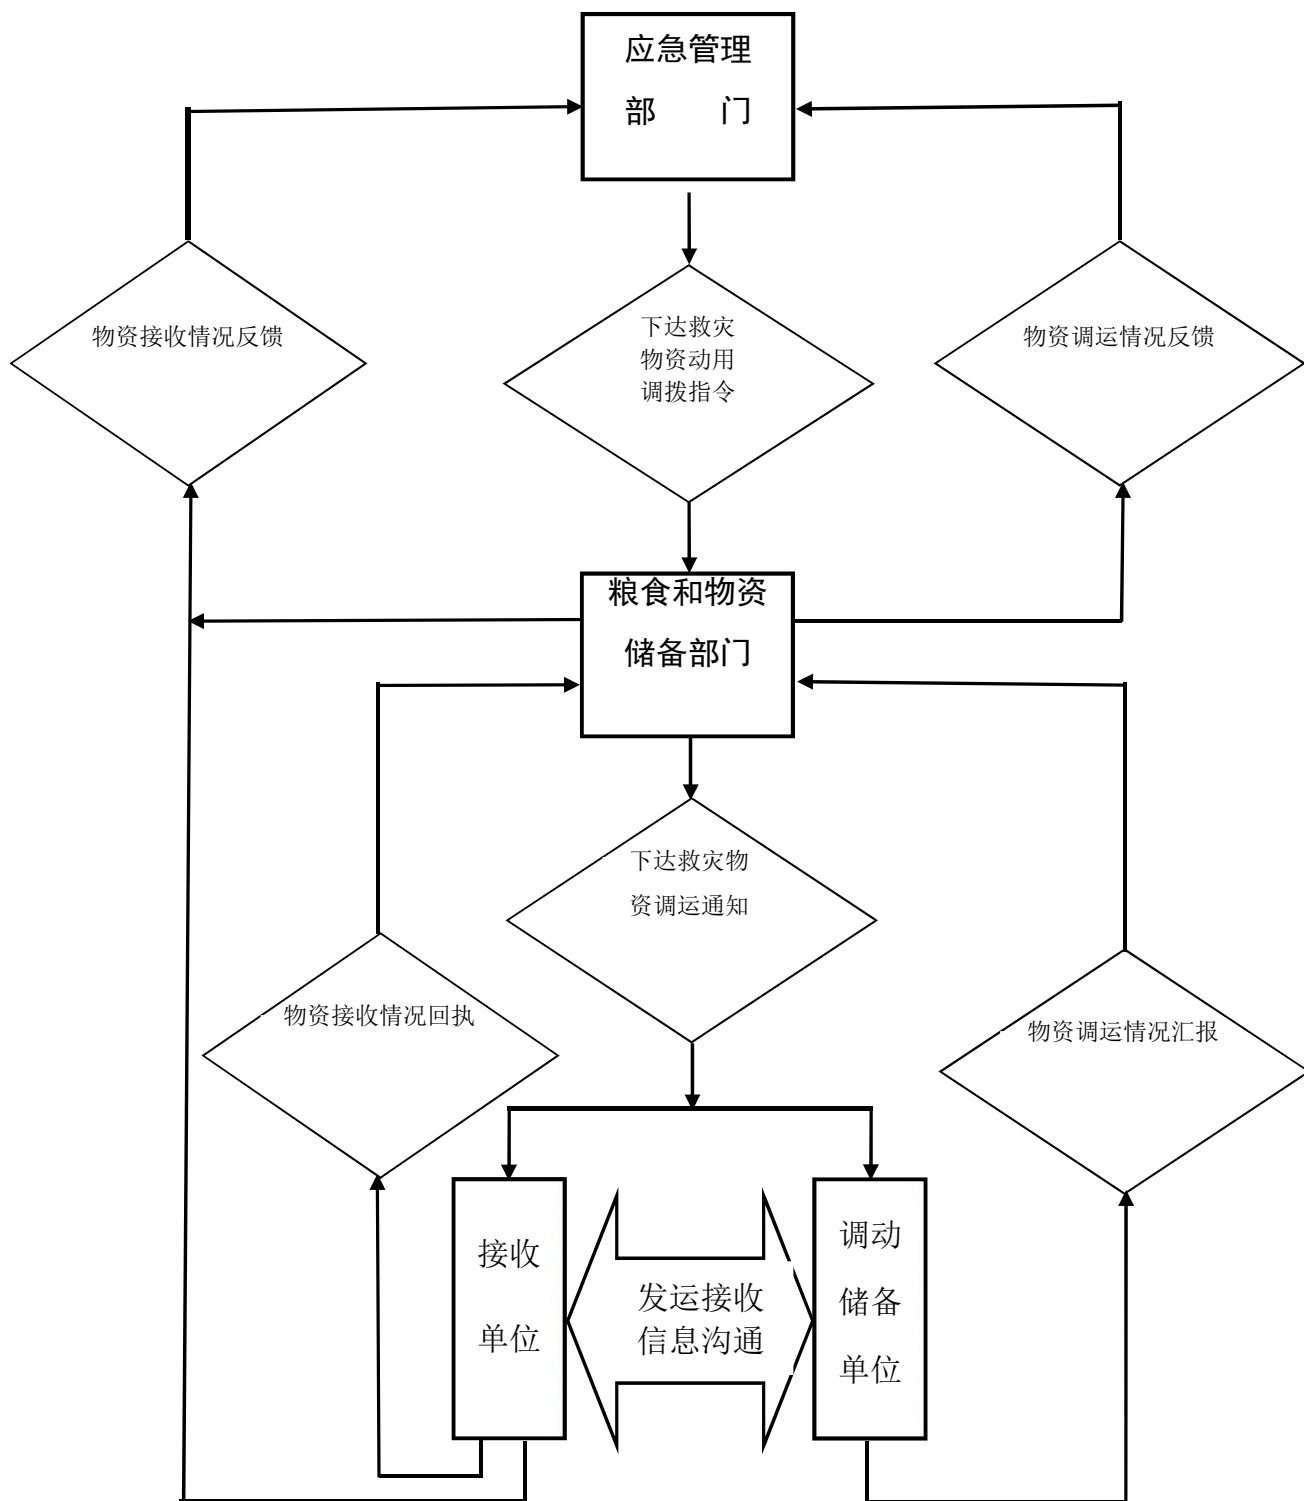 应急管理
部 门
物资接收情况反馈
下达救灾
物资动用
调拨指令
物资调运情况反馈
粮食和物资
储备部门
下达救灾物
资调运通知
物资接收情况回执
物资调运情况汇报
接收
单位
发运接收
信息沟通
调动
储备
单位